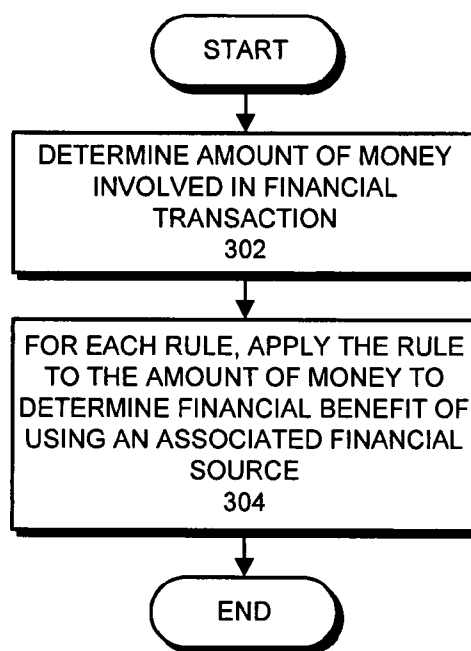 START
DETERMINE AMOUNT OF MONEY
INVOLVED IN FINANCIAL
TRANSACTION
302
FOR EACH RULE, APPLY THE RULE
TO THE AMOUNT OF MONEY TO
DETERMINE FINANCIAL BENEFIT OF
USING AN ASSOCIATED FINANCIAL
SOURCE
304
END